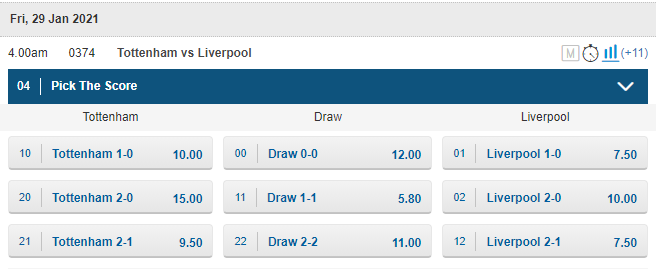 Fri, 29 Jan 2021
4.00am 0374 Tottenham vs Liverpool M (+11)
04 Pick The Score
Tottenham Draw Liverpool
10 Tottenham 1-0 10.00 00 Draw 0-0 12.00 01 Liverpool 1-0 7.50
20 Tottenham 2-0 15.00 11 Draw 1-1 5.80 02 Liverpool 2-0 10.00
21 Tottenham 2-1 9.50 22 Draw 2-2 11.00 12 Liverpool 2-1 7.50